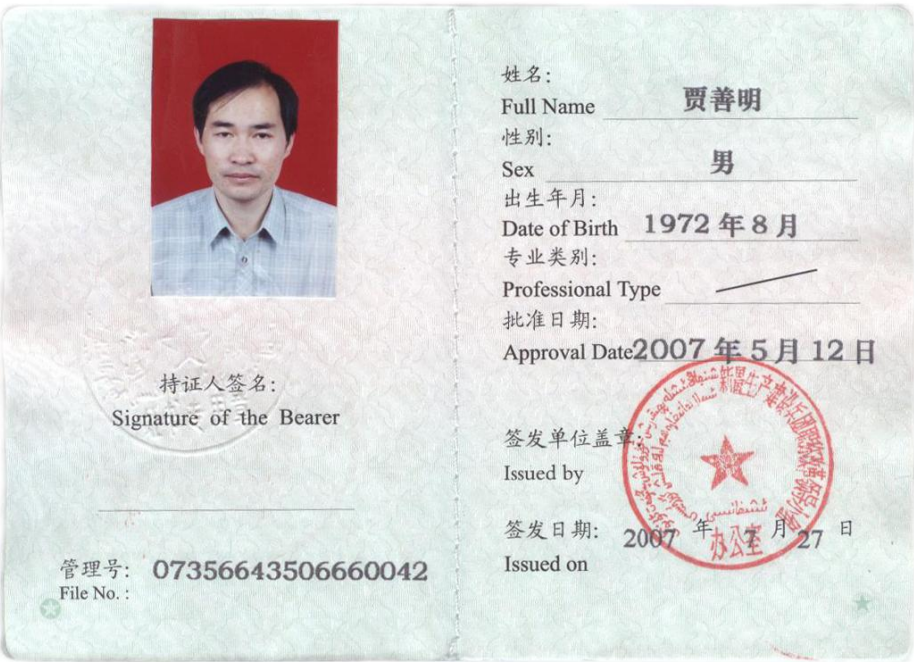 持证人签名:
Signature of the Bearer
管理号: 07356643506660042
File No. :
姓名:
Full Name 贾善明
性别:
Sex 男
出生年月:
Date of Birth 1972 年 8 月
专业类别:
Professional Type
批准日期:
Approval Date 2007 年 5 月 12 日
签发单位盖章:
Issued by
签发日期: 2007 年 7 月 27 日
Issued on
办公室